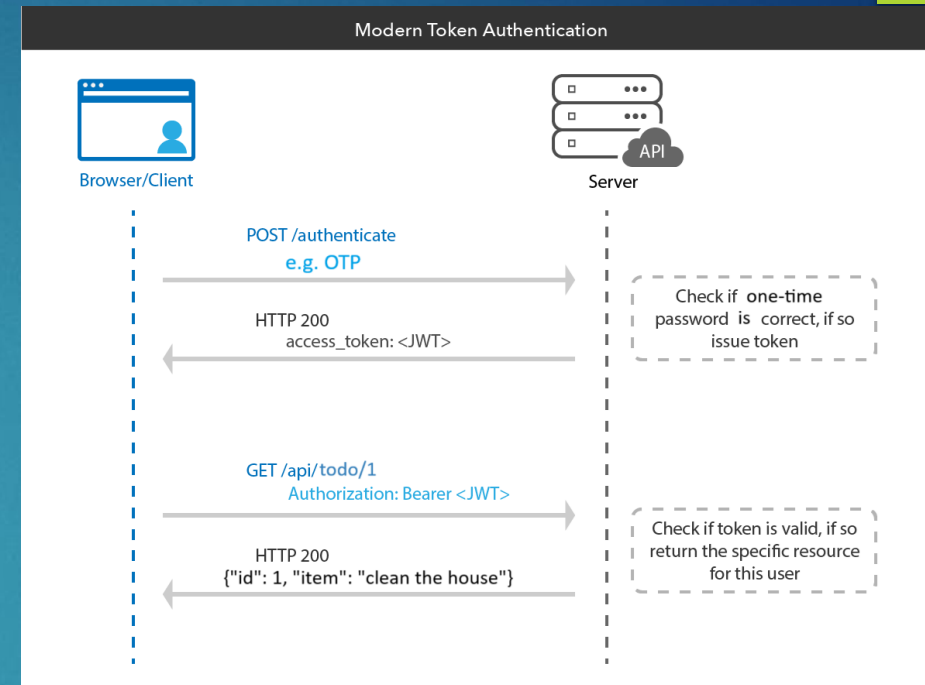 Modern Token Authentication
API
Browser/Client
Server
POST /authenticate
e.g. OTP
Check if one-time
password is correct, if so
issue token
HTTP 200
access_token: <JWT>
GET /api/todo/1
Authorization: Bearer <JWT>
Check if token is valid, if so
return the specific resource
for this user
HTTP 200
{"id": 1, "item": "clean the house"}